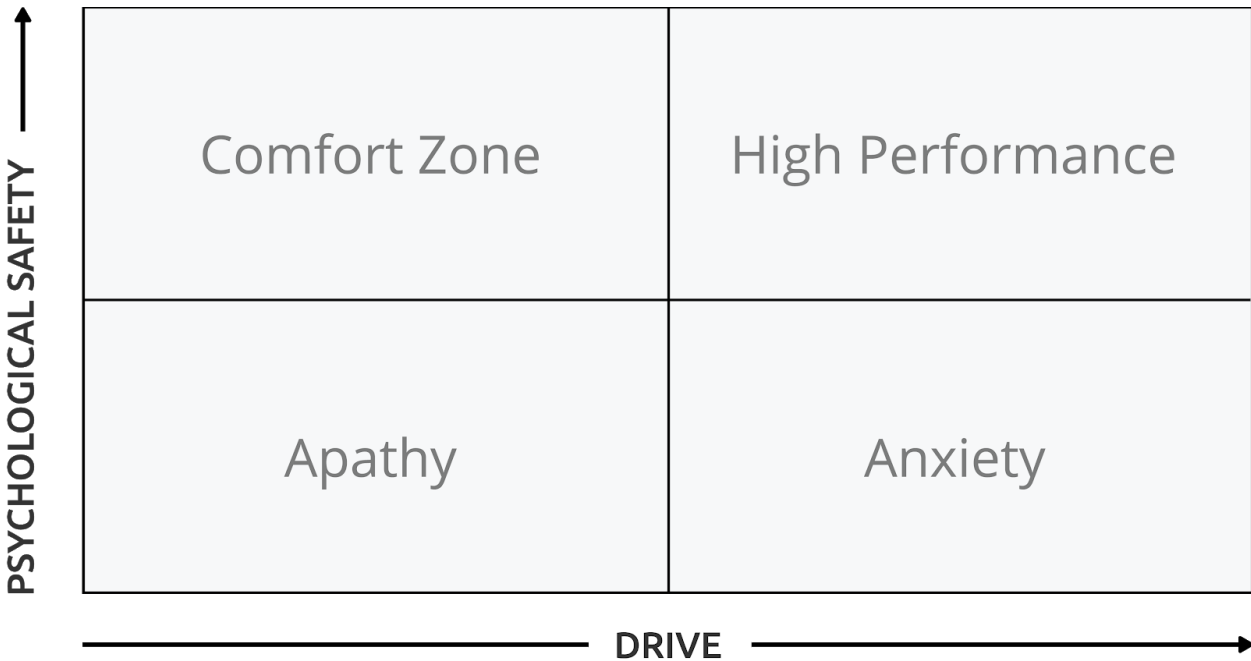 PSYCHOLOGICAL SAFETY
Comfort Zone
High Performance
Apathy
Anxiety
DRIVE